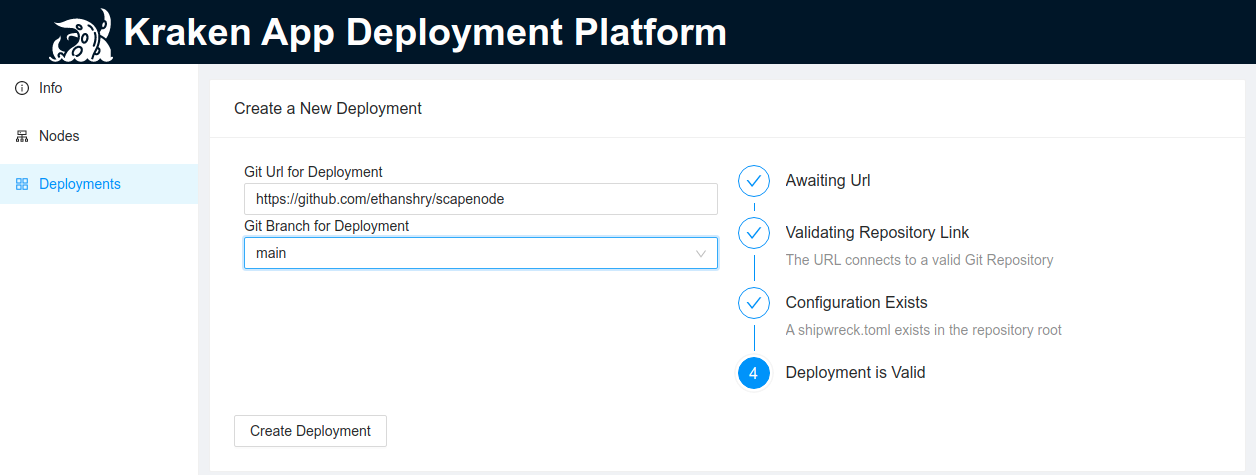 Kraken App Deployment Platform
Info
Nodes
Deployments
Create a New Deployment
Git Url for Deployment
https://github.com/ethanshry/scapenode
Git Branch for Deployment
main
Awaiting Url
Validating Repository Link
The URL connects to a valid Git Repository
Configuration Exists
A shipwreck.toml exists in the repository root
4
Deployment is Valid
Create Deployment